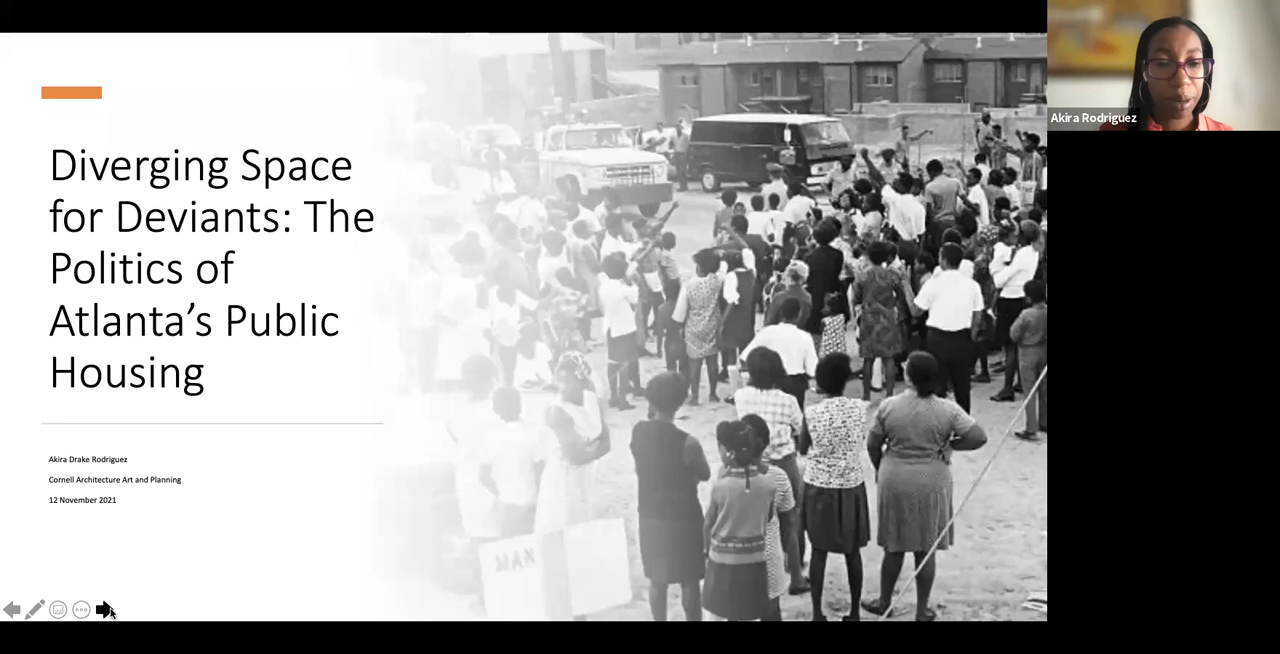 Diverging Space
for Deviants: The
Politics of
Atlanta’s Public
Housing
Akira Drake Rodriguez
Cornell Architecture Art and Planning
12 November 2021
MAN
Akira Rodriguez